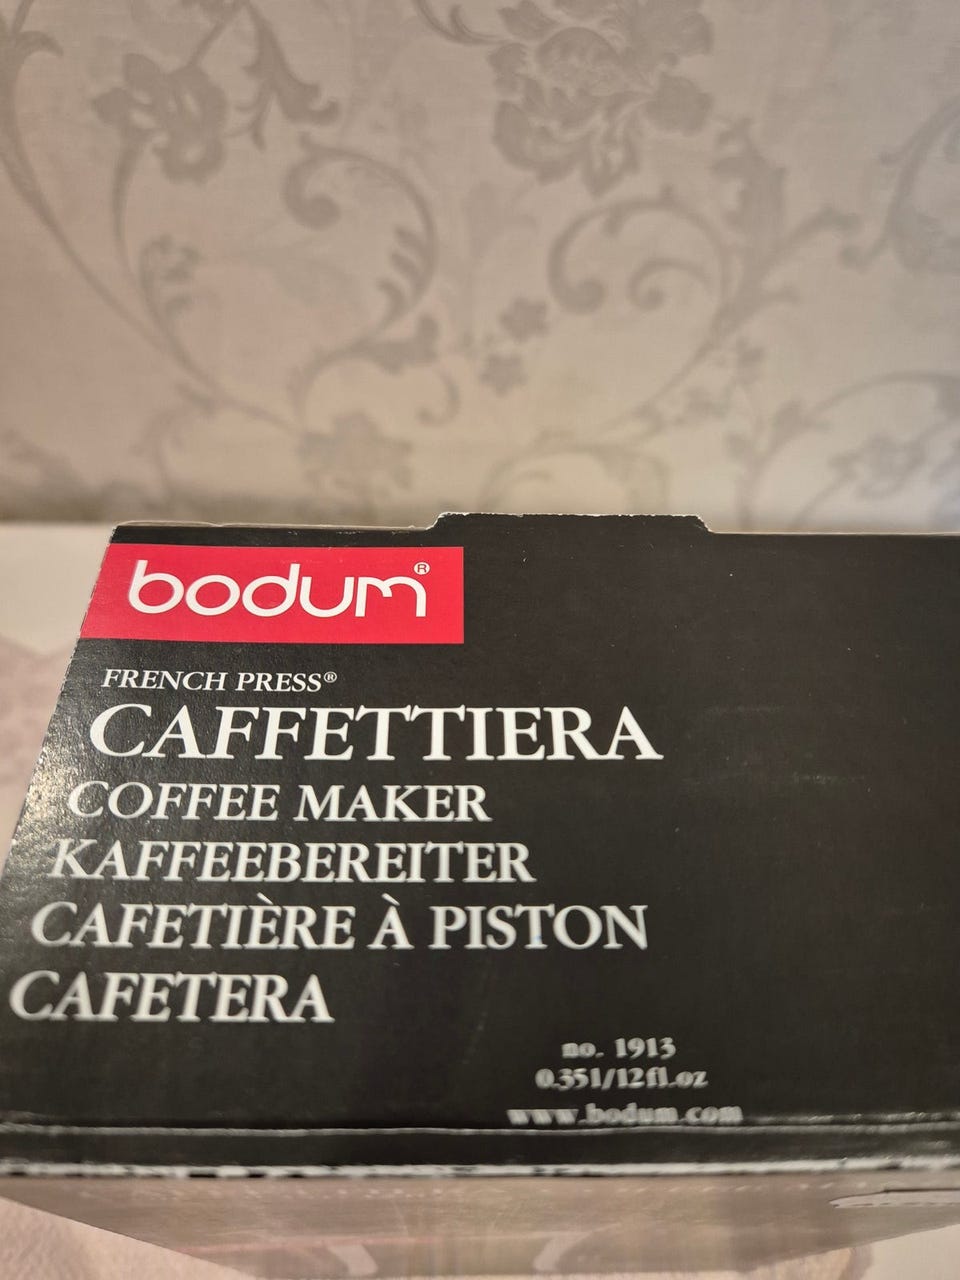 bodum®
FRENCH PRESS®
CAFFETTIERA
COFFEE MAKER
KAFFEEBEREITER
CAFETIÈRE À PISTON
CAFETERA
no. 1913
0.35l/12fl.oz
www.bodum.com